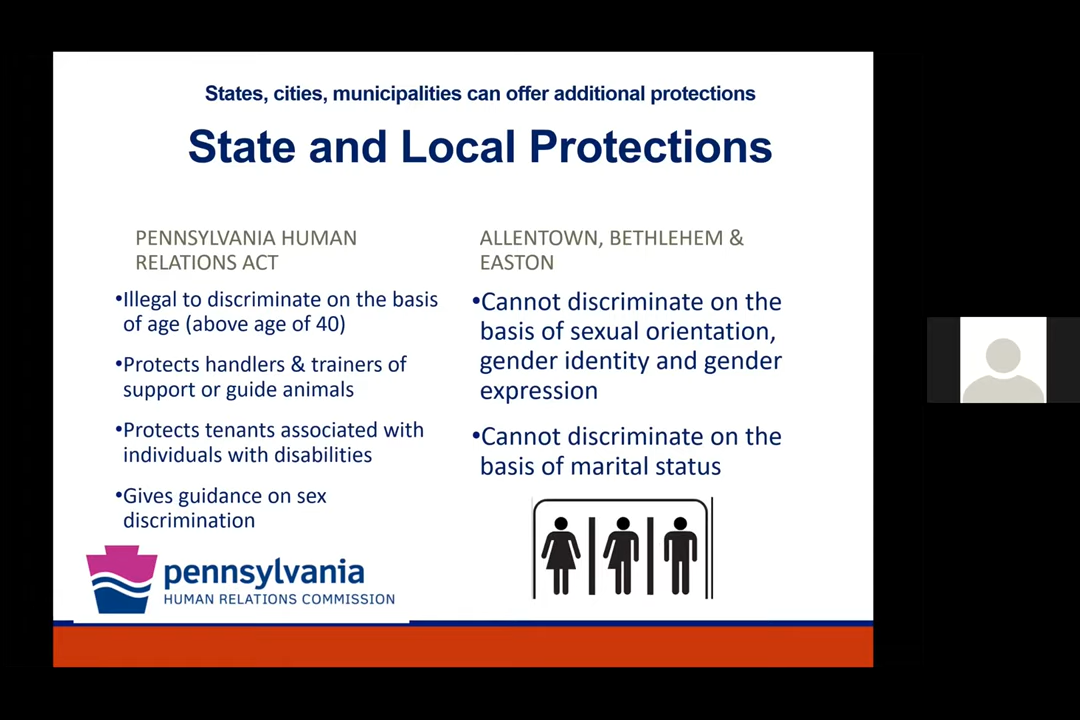 States, cities, municipalities can offer additional protections
State and Local Protections
PENNSYLVANIA HUMAN
RELATIONS ACT
•Illegal to discriminate on the basis
of age (above age of 40)
•Protects handlers & trainers of
support or guide animals
•Protects tenants associated with
individuals with disabilities
•Gives guidance on sex
discrimination
pennsylvania
HUMAN RELATIONS COMMISSION
ALLENTOWN, BETHLEHEM &
EASTON
•Cannot discriminate on the
basis of sexual orientation,
gender identity and gender
expression
•Cannot discriminate on the
basis of marital status